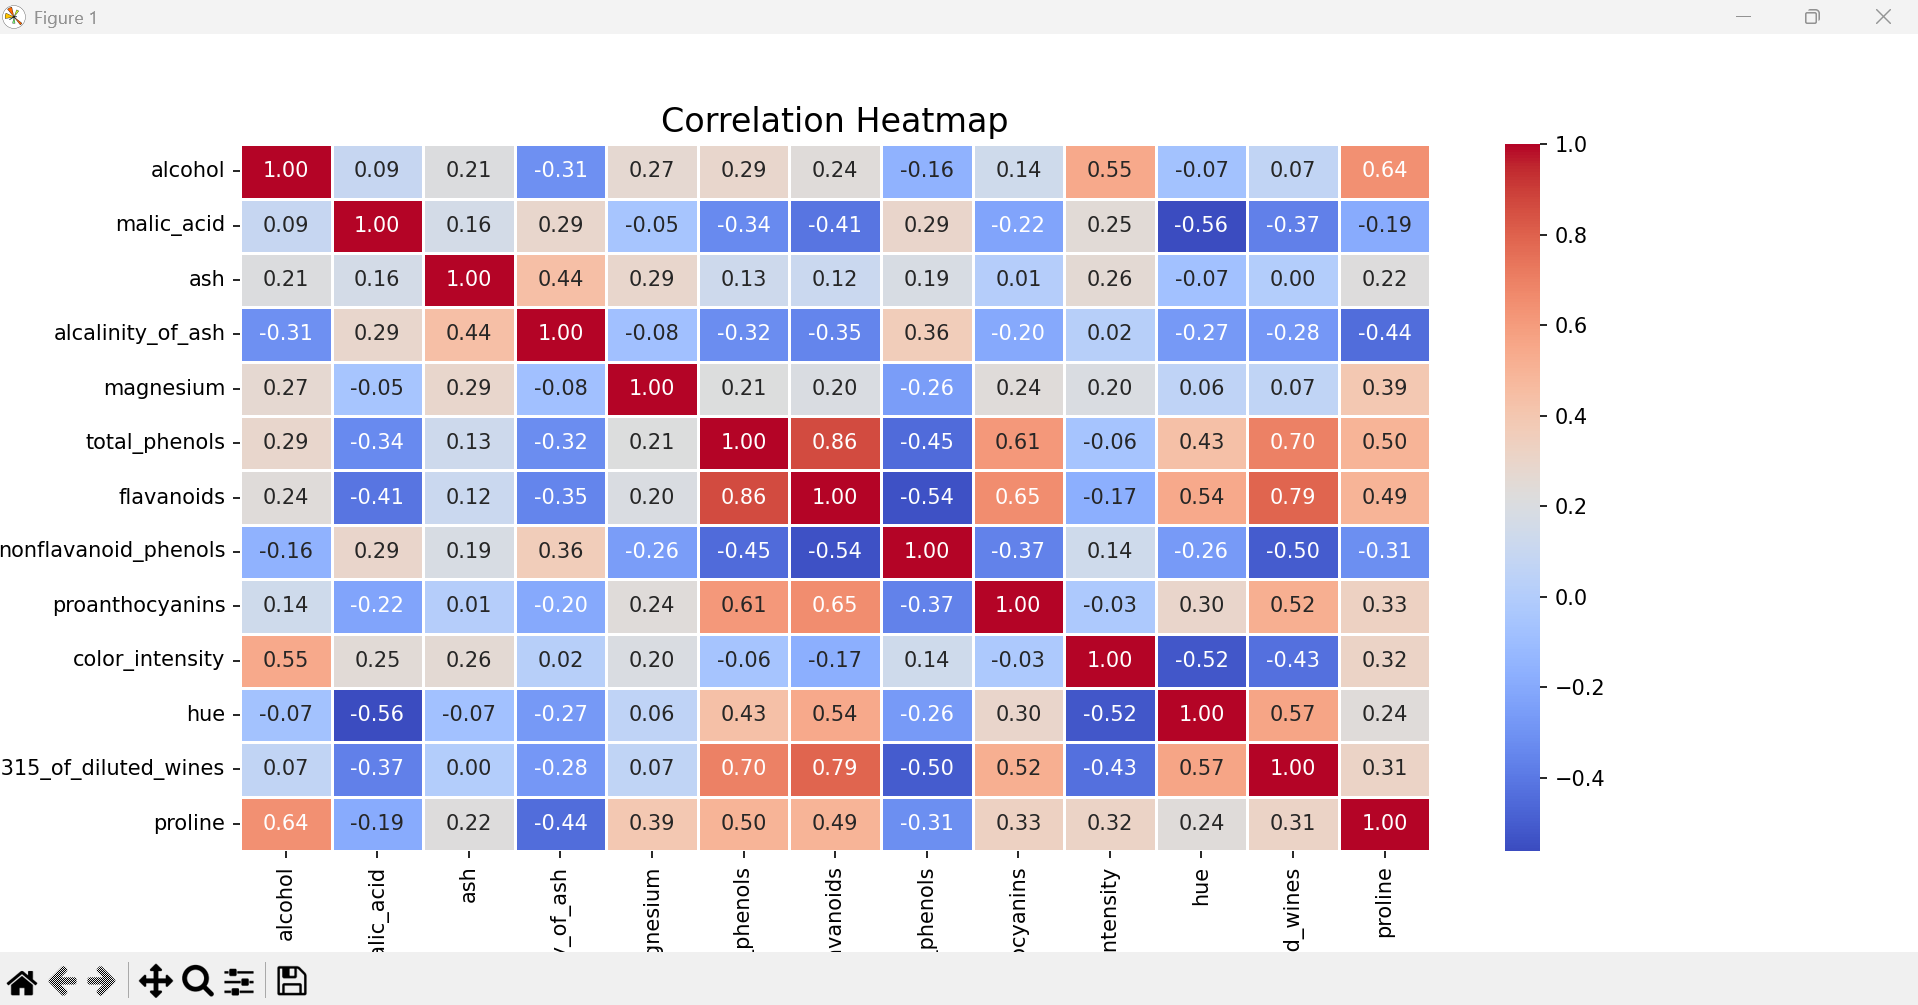 Figure 1
Correlation Heatmap
alcohol 1.00 0.09 0.21 -0.31 0.27 0.29 0.24 -0.16 0.14 0.55 -0.07 0.07 0.64
malic_acid 0.09 1.00 0.16 0.29 -0.05 -0.34 -0.41 0.29 -0.22 0.25 -0.56 -0.37 -0.19
ash 0.21 0.16 1.00 0.44 0.29 0.13 0.12 0.19 0.01 0.26 -0.07 0.00 0.22
alcalinity_of_ash -0.31 0.29 0.44 1.00 -0.08 -0.32 -0.35 0.36 -0.20 0.02 -0.27 -0.28 -0.44
magnesium 0.27 -0.05 0.29 -0.08 1.00 0.21 0.20 -0.26 0.24 0.20 0.06 0.07 0.39
total_phenols 0.29 -0.34 0.13 -0.32 0.21 1.00 0.86 -0.45 0.61 -0.06 0.43 0.70 0.50
flavanoids 0.24 -0.41 0.12 -0.35 0.20 0.86 1.00 -0.54 0.65 -0.17 0.54 0.79 0.49
nonflavanoid_phenols -0.16 0.29 0.19 0.36 -0.26 -0.45 -0.54 1.00 -0.37 0.14 -0.26 -0.50 -0.31
proanthocyanins 0.14 -0.22 0.01 -0.20 0.24 0.61 0.65 -0.37 1.00 -0.03 0.30 0.52 0.33
color_intensity 0.55 0.25 0.26 0.02 0.20 -0.06 -0.17 0.14 -0.03 1.00 -0.52 -0.43 0.32
hue -0.07 -0.56 -0.07 -0.27 0.06 0.43 0.54 -0.26 0.30 -0.52 1.00 0.57 0.24
315_of_diluted_wines 0.07 -0.37 0.00 -0.28 0.07 0.70 0.79 -0.50 0.52 -0.43 0.57 1.00 0.31
proline 0.64 -0.19 0.22 -0.44 0.39 0.50 0.49 -0.31 0.33 0.32 0.24 0.31 1.00
alcohol
alic_acid
ash
y_of_ash
gnesium
_phenols
avanoids
_phenols
ocyanins
ntensity
hue
d_wines
proline
1.0
0.8
0.6
0.4
0.2
0.0
−0.2
−0.4